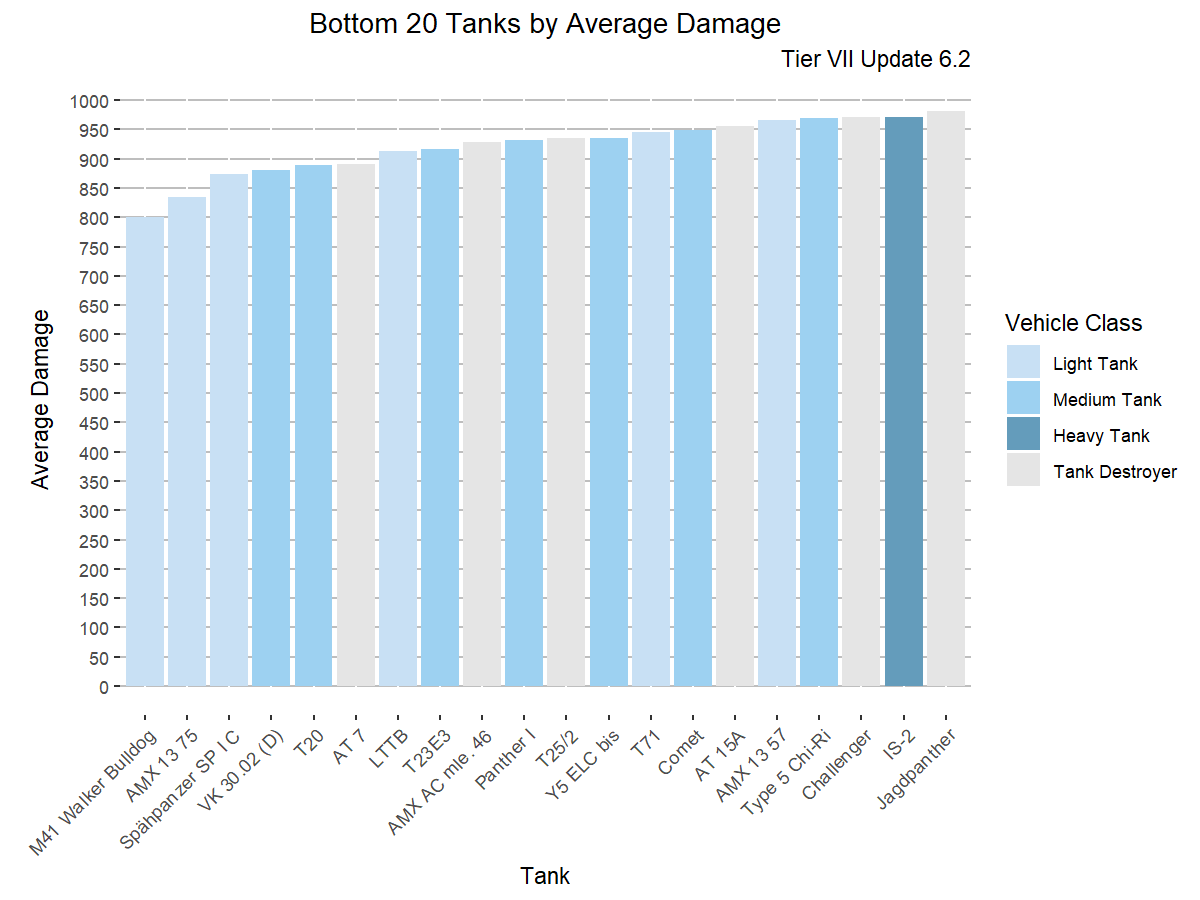 Bottom 20 Tanks by Average Damage
Tier VII Update 6.2
Average Damage
1000
950
900
850
800
750
700
650
600
550
500
450
400
350
300
250
200
150
100
50
0
M41 Walker Bulldog
AMX 13 75
Spähpanzer SP I C
VK 30.02 (D)
T20
AT 7
LTTB
T23E3
AMX AC mle. 46
Panther I
T25/2
Y5 ELC bis
T71
Comet
AT 15A
AMX 13 57
Type 5 Chi-Ri
Challenger
IS-2
Jagdpanther
Tank
Vehicle Class
Light Tank
Medium Tank
Heavy Tank
Tank Destroyer